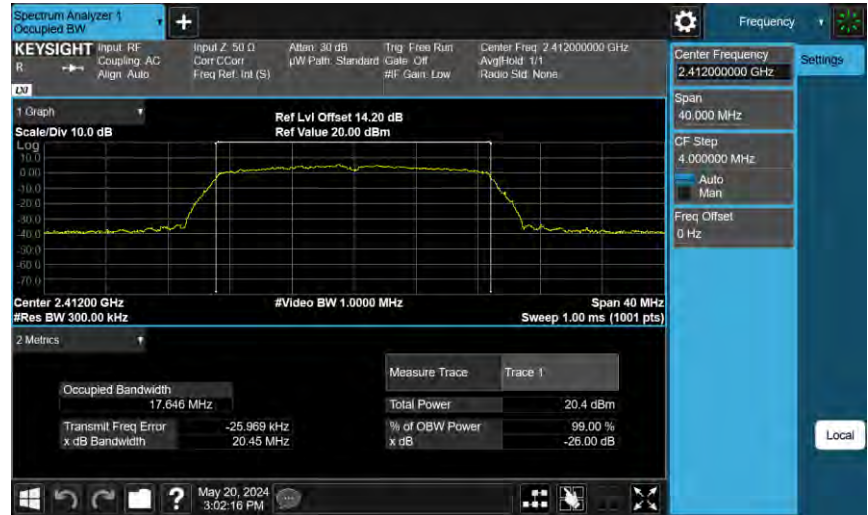 Spectrum Analyzer 1
Occupied BW
+
Frequency
KEYSIGHT
R
LXI
Input: RF
Coupling: AC
Align: Auto
Input Z: 50 Ω
Corr CCorr
Freq Ref: Int (S)
Atten: 30 dB
µW Path: Standard
Trig: Free Run
Gate: Off
#IF Gain: Low
Center Freq: 2.412000000 GHz
Avg|Hold: 1/1
Radio Std: None
Center Frequency
2.412000000 GHz
Settings
Span
40.000 MHz
CF Step
4.000000 MHz
Auto
Man
Freq Offset
0 Hz
Local
1 Graph
Scale/Div 10.0 dB
Ref Lvl Offset 14.20 dB
Ref Value 20.00 dBm
Log
10.0
0.00
-10.0
-20.0
-30.0
-40.0
-50.0
-60.0
-70.0
Center 2.41200 GHz
#Video BW 1.0000 MHz
Span 40 MHz
#Res BW 300.00 kHz
Sweep 1.00 ms (1001 pts)
2 Metrics
Measure Trace
Trace 1
Occupied Bandwidth
17.646 MHz
Total Power
20.4 dBm
Transmit Freq Error
-25.969 kHz
% of OBW Power
99.00 %
x dB Bandwidth
20.45 MHz
x dB
-26.00 dB
?
May 20, 2024
3:02:16 PM